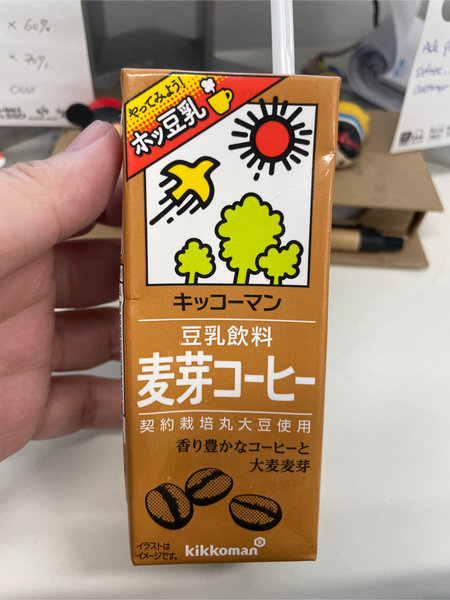 × 60%
× 70%
CASH
やってみよう!
ホッ豆乳
キッコーマン
豆乳飲料
麦芽コーヒー
契約栽培丸大豆使用
香り豊かなコーヒーと
大麦麦芽
イラストは
イメージです。
kikkoman